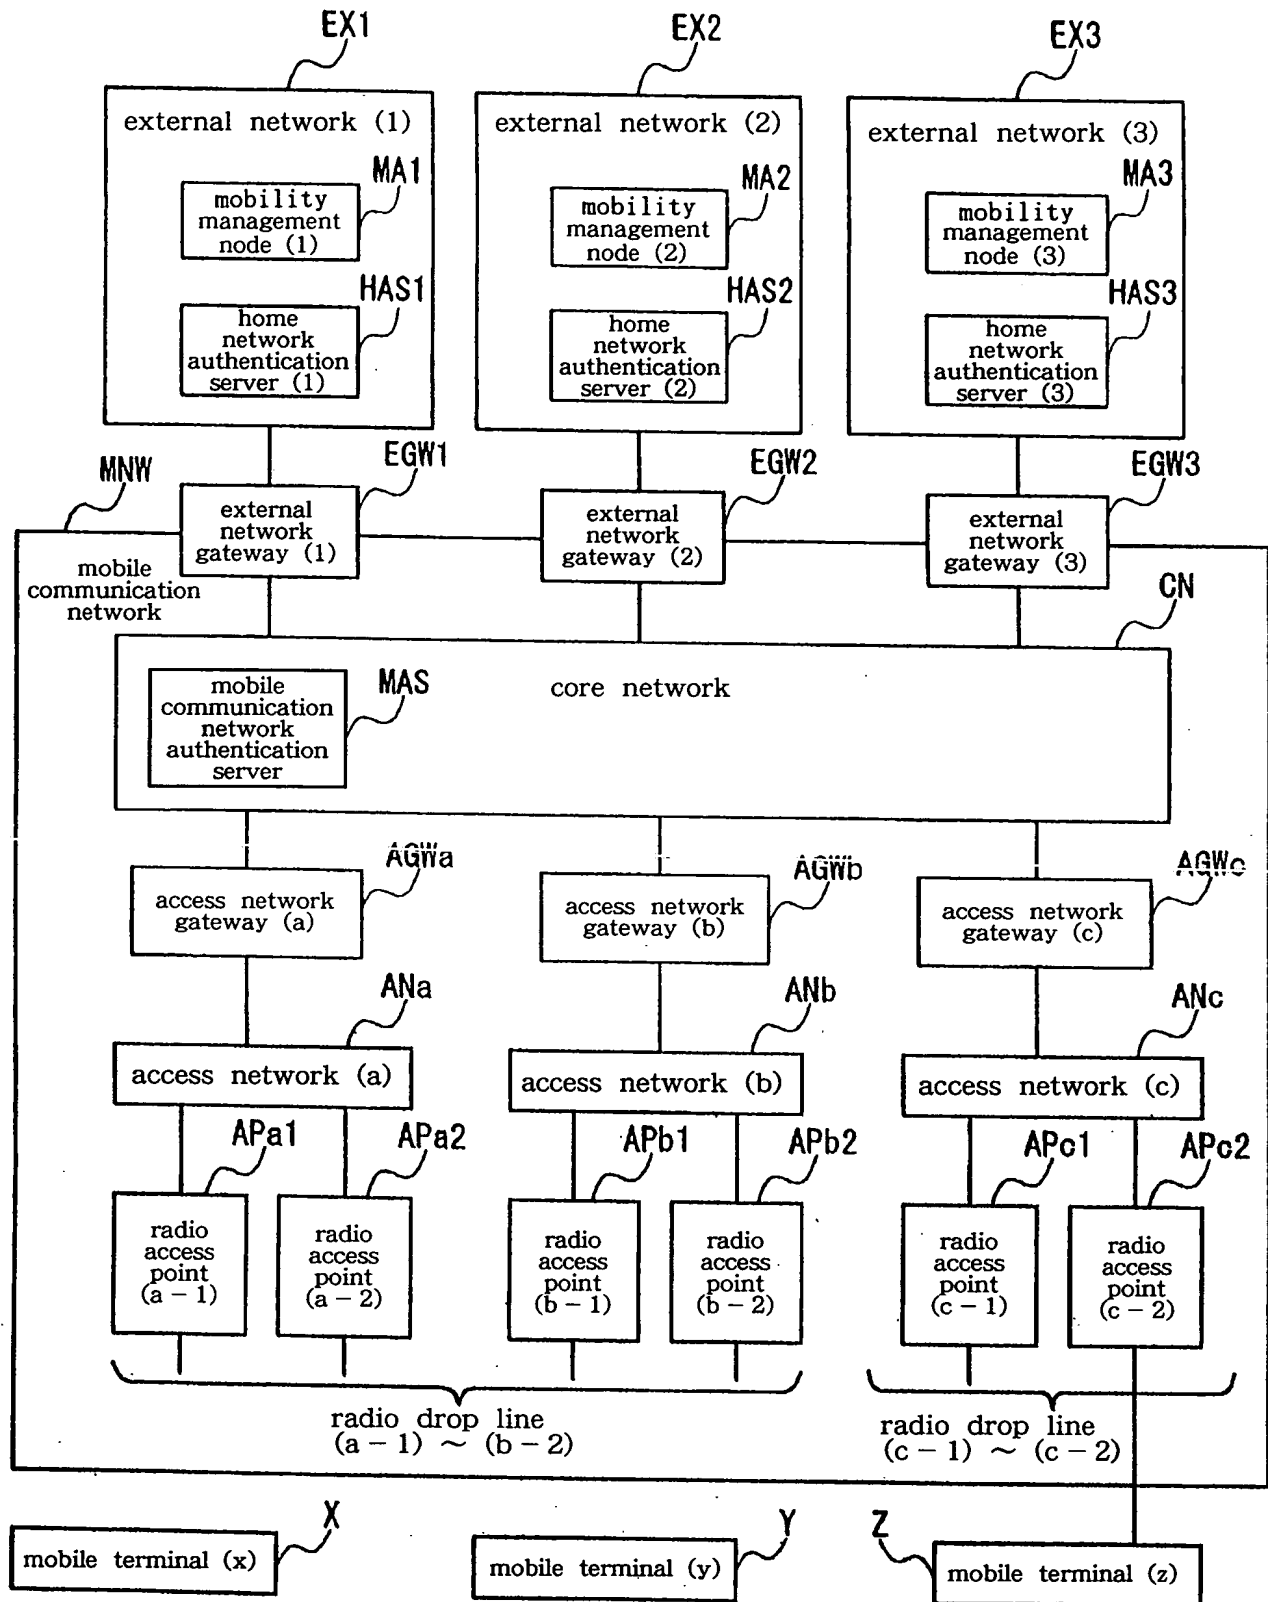 EX1
EX2
EX3
external network (1)
external network (2)
external network (3)
MA1
MA2
MA3
mobility
management
node (1)
mobility
management
node (2)
mobility
management
node (3)
HAS1
HAS2
HAS3
home
network
authentication
server (1)
home
network
authentication
server (2)
home
network
authentication
server (3)
MNW
EGW1
EGW2
EGW3
external
network
gateway (1)
external
network
gateway (2)
external
network
gateway (3)
mobile
communication
network
CN
mobile
communication
network
authentication
server
MAS
core network
AGWa
AGWb
AGWc
access network
gateway (a)
access network
gateway (b)
access network
gateway (c)
ANa
ANb
ANc
access network (a)
access network (b)
access network (c)
APa1
APa2
APb1
APb2
APc1
APc2
radio
access
point
(a-1)
radio
access
point
(a-2)
radio
access
point
(b-1)
radio
access
point
(b-2)
radio
access
point
(c-1)
radio
access
point
(c-2)
radio drop line
(a-1) ~ (b-2)
radio drop line
(c-1) ~ (c-2)
X
Y
Z
mobile terminal (x)
mobile terminal (y)
mobile terminal (z)